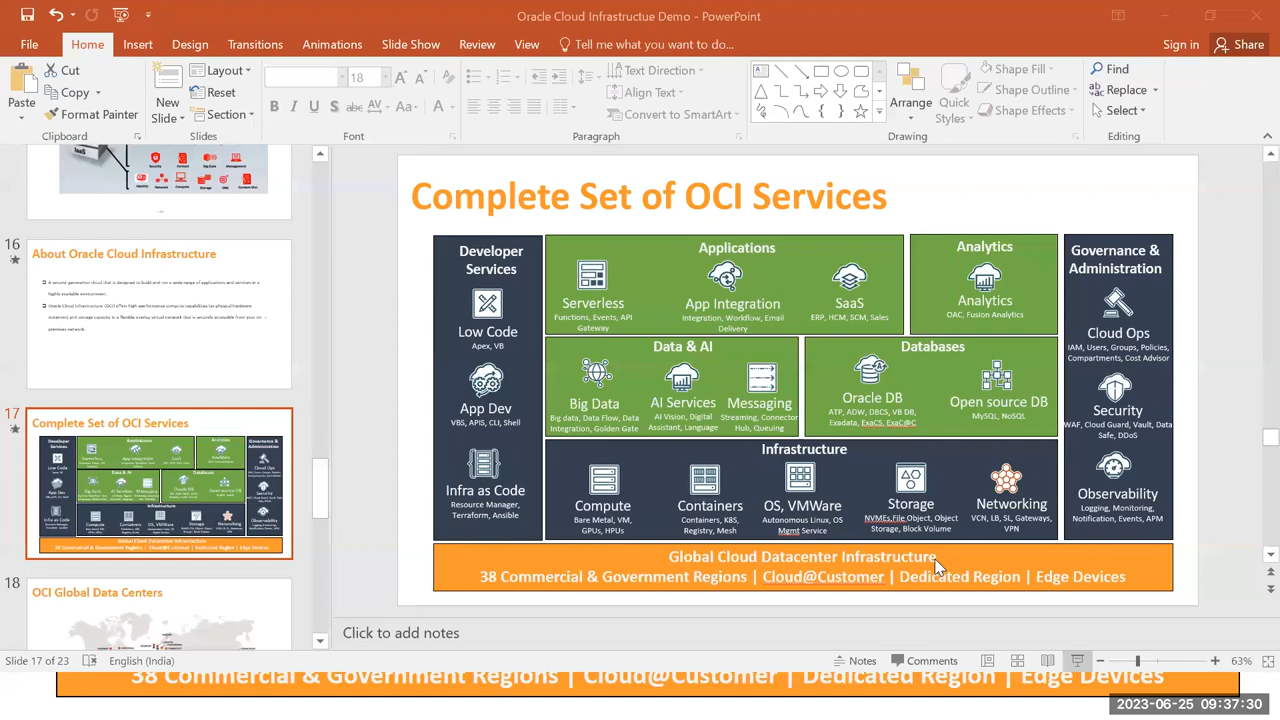 Oracle Cloud Infrastructue Demo - PowerPoint
File Home Insert Design Transitions Animations Slide Show Review View Tell me what you want to do... Sign in Share
Paste
Cut
Copy
Format Painter
Clipboard
New Slide
Layout
Reset
Section
Slides
18
B I U S abc AV Aa A
Font
Text Direction
Align Text
Convert to SmartArt
Paragraph
Arrange
Quick Styles
Shape Fill
Shape Outline
Shape Effects
Drawing
Find
Replace
Select
Editing
16
About Oracle Cloud Infrastructure
17
Complete Set of OCI Services
18
OCI Global Data Centers
Complete Set of OCI Services
Developer
Services
Low Code
Apex, VB
App Dev
VBS, APIS, CLI, Shell
Infra as Code
Resource Manager,
Terraform, Ansible
Applications
Serverless
Functions, Events, API
Gateway
App Integration
Integration, Workflow, Email
Delivery
SaaS
ERP, HCM, SCM, Sales
Analytics
Analytics
OAC, Fusion Analytics
Data & AI
Big Data
Big data, Data Flow, Data
Integration, Golden Gate
AI Services
AI Vision, Digital
Assistant, Language
Messaging
Streaming, Connector
Hub, Queuing
Databases
Oracle DB
ATP, ADW, DBCS, VB DB,
Exadata, ExaCS, ExaC@C
Open source DB
MySQL, NoSQL
Infrastructure
Compute
Bare Metal, VM,
GPUs, HPUs
Containers
Containers, K8S,
Registry, Mesh
OS, VMWare
Autonomous Linux, OS
Mgmt Service
Storage
NVMEs,File Object, Object
Storage, Block Volume
Networking
VCN, LB, SL, Gateways,
VPN
Governance &
Administration
Cloud Ops
IAM, Users, Groups, Policies,
Compartments, Cost Advisor
Security
WAF, Cloud Guard, Vault, Data
Safe, DDoS
Observability
Logging, Monitoring,
Notification, Events, APM
Global Cloud Datacenter Infrastructure
38 Commercial & Government Regions | Cloud@Customer | Dedicated Region | Edge Devices
Click to add notes
Slide 17 of 23 English (India) Notes Comments 63%
38 Commercial & Government Regions | Cloud@Customer | Dedicated Region | Edge Devices
2023-06-25 09:37:30